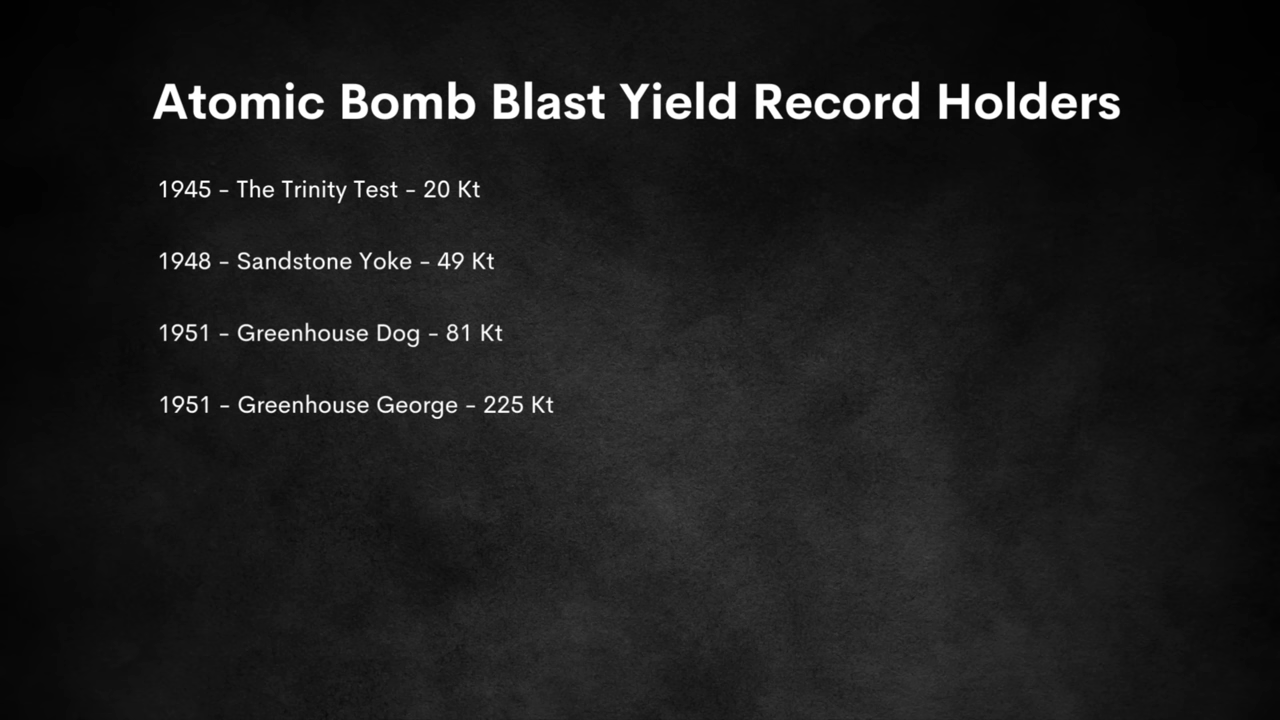 Atomic Bomb Blast Yield Record Holders
1945 - The Trinity Test - 20 Kt
1948 - Sandstone Yoke - 49 Kt
1951 - Greenhouse Dog - 81 Kt
1951 - Greenhouse George - 225 Kt